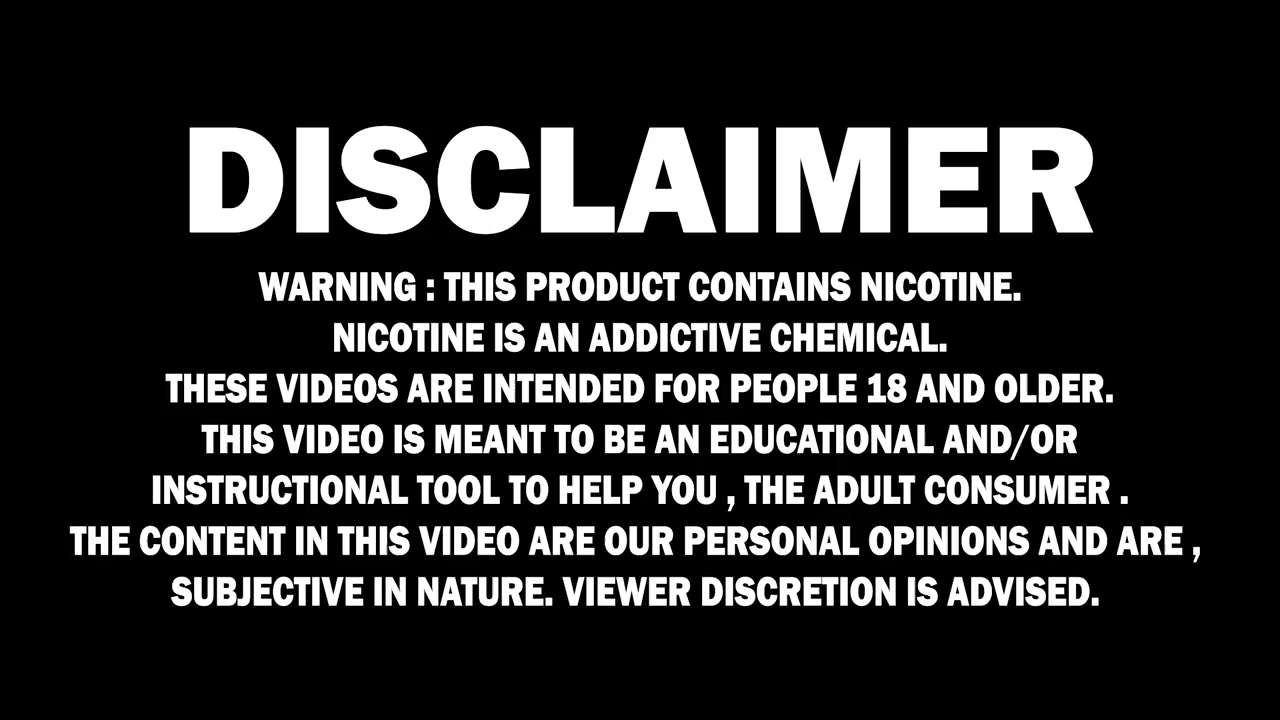 DISCLAIMER
WARNING : THIS PRODUCT CONTAINS NICOTINE.
NICOTINE IS AN ADDICTIVE CHEMICAL.
THESE VIDEOS ARE INTENDED FOR PEOPLE 18 AND OLDER.
THIS VIDEO IS MEANT TO BE AN EDUCATIONAL AND/OR
INSTRUCTIONAL TOOL TO HELP YOU , THE ADULT CONSUMER .
THE CONTENT IN THIS VIDEO ARE OUR PERSONAL OPINIONS AND ARE ,
SUBJECTIVE IN NATURE. VIEWER DISCRETION IS ADVISED.